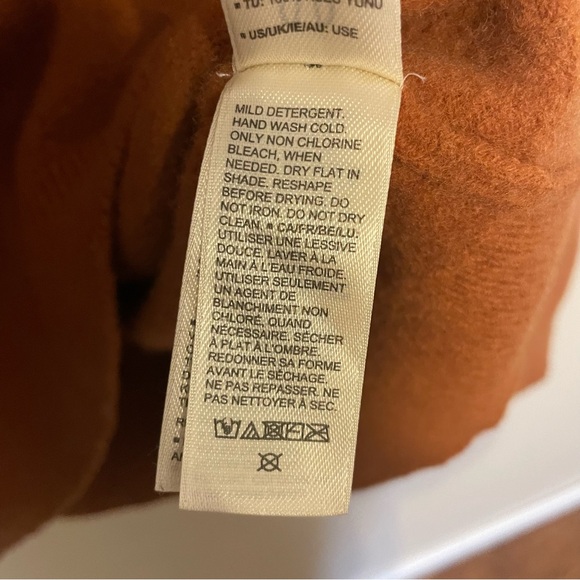 ■ US/UK/IE/AU: USE
MILD DETERGENT.
HAND WASH COLD.
ONLY NON CHLORINE
BLEACH, WHEN
NEEDED. DRY FLAT IN
SHADE. RESHAPE
BEFORE DRYING. DO
NOT IRON. DO NOT DRY
CLEAN. ■ CA/FR/BE/LU:
UTILISER UNE LESSIVE
DOUCE. LAVER À LA
MAIN À L'EAU FROIDE.
UTILISER SEULEMENT
UN AGENT DE
BLANCHIMENT NON
CHLORÉ, QUAND
NÉCESSAIRE. SÉCHER
À PLAT À L'OMBRE.
REDONNER SA FORME
AVANT LE SÉCHAGE.
NE PAS REPASSER. NE
PAS NETTOYER À SEC.